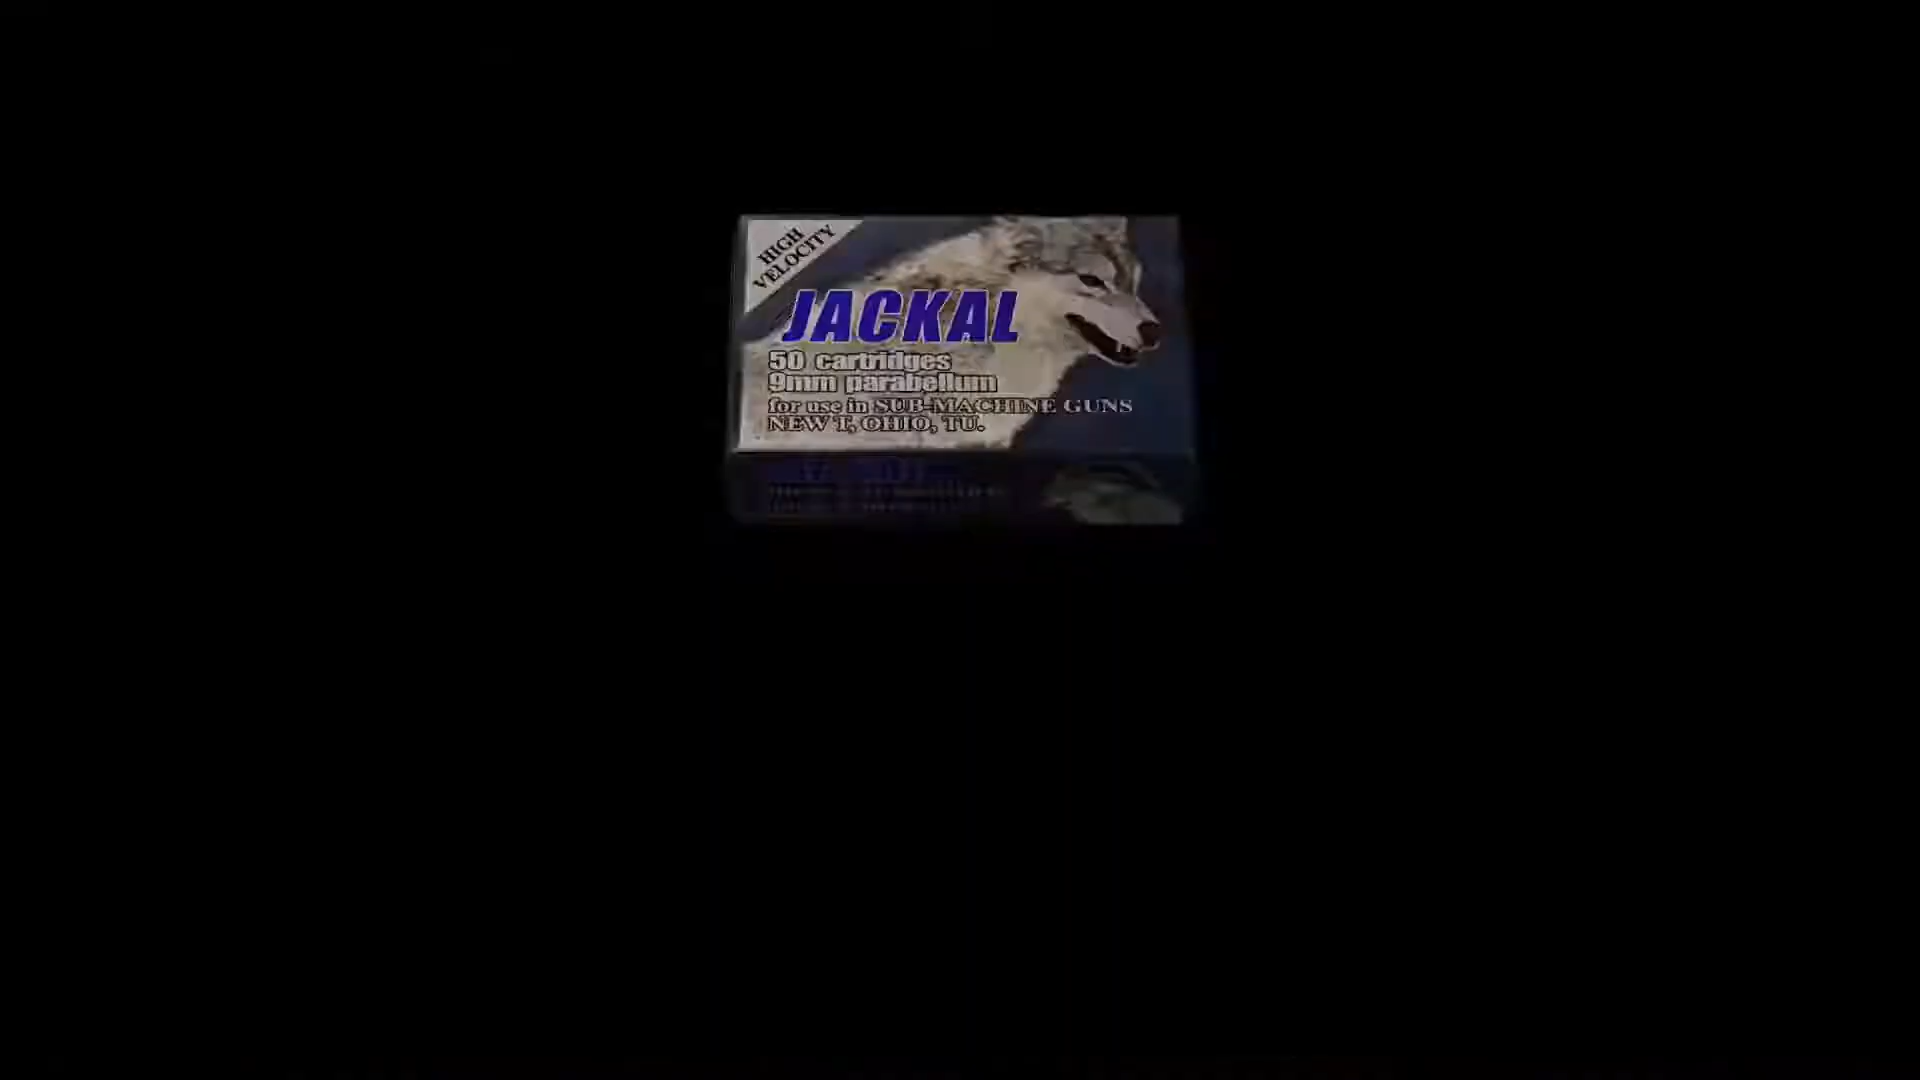 HIGH
VELOCITY
JACKAL
50 cartridges
9mm parabellum
for use in SUB-MACHINE GUNS
NEW T, OHIO, TU.